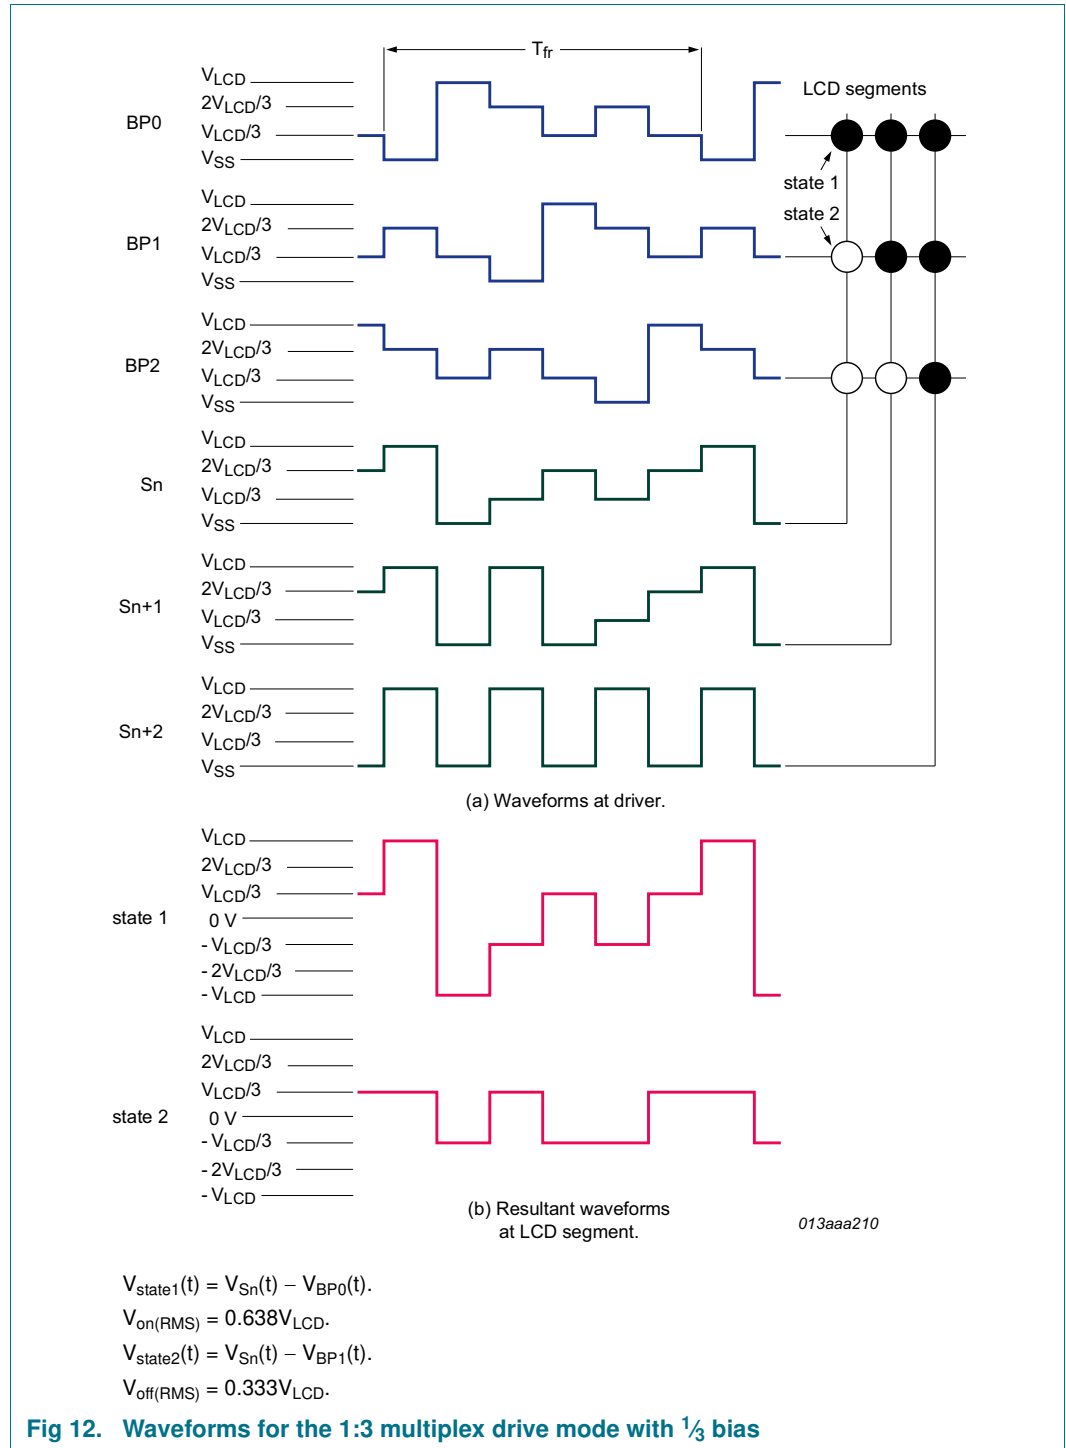 Tfr
VLCD
2VLCD/3
BP0
VLCD/3
VSS
LCD segments
state 1
VLCD
2VLCD/3
BP1
VLCD/3
VSS
state 2
VLCD
2VLCD/3
BP2
VLCD/3
VSS
VLCD
2VLCD/3
Sn
VLCD/3
VSS
VLCD
2VLCD/3
Sn+1
VLCD/3
VSS
VLCD
2VLCD/3
Sn+2
VLCD/3
VSS
(a) Waveforms at driver.
VLCD
2VLCD/3
VLCD/3
state 1
0 V
- VLCD/3
- 2VLCD/3
- VLCD
VLCD
2VLCD/3
VLCD/3
state 2
0 V
- VLCD/3
- 2VLCD/3
- VLCD
(b) Resultant waveforms
at LCD segment.
013aaa210
Vstate1(t) = VSn(t) − VBP0(t).
Von(RMS) = 0.638VLCD.
Vstate2(t) = VSn(t) − VBP1(t).
Voff(RMS) = 0.333VLCD.
Fig 12. Waveforms for the 1:3 multiplex drive mode with 1⁄3 bias